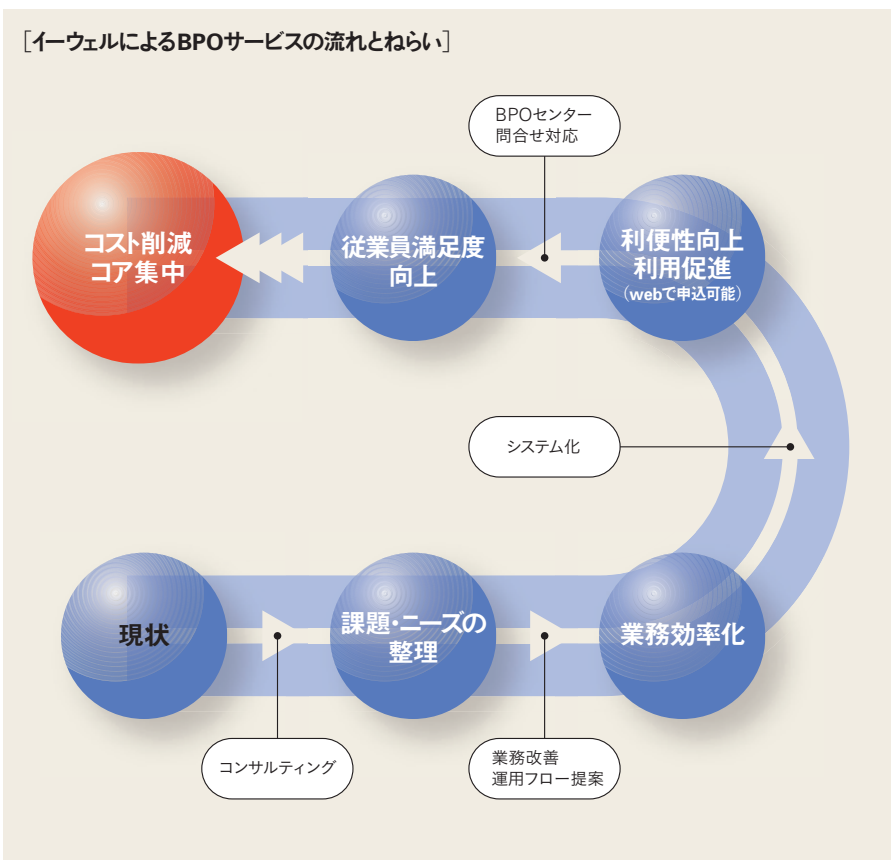 ［イーウェルによるBPOサービスの流れとねらい］
BPOセンター
問合せ対応
コスト削減
コア集中
従業員満足度
向上
利便性向上
利用促進
（webで申込可能）
システム化
現状
課題・ニーズの
整理
業務効率化
コンサルティング
業務改善
運用フロー提案